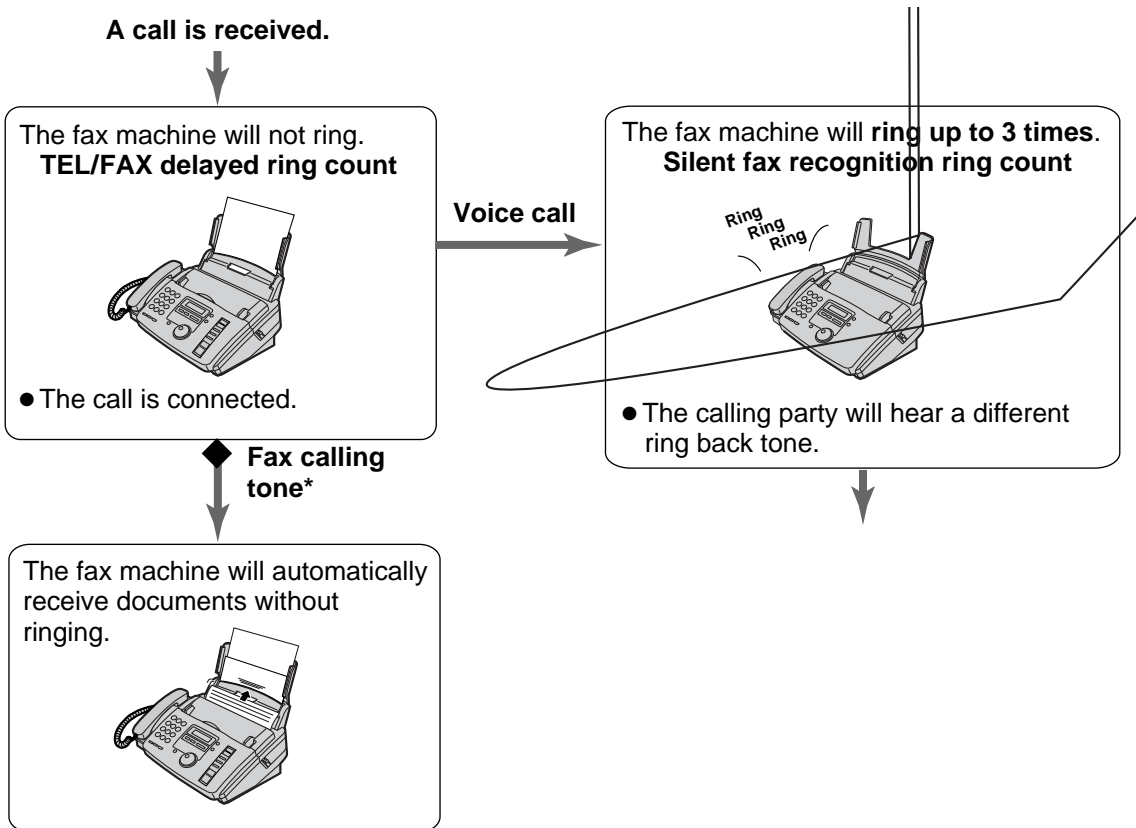 A call is received.
The fax machine will not ring.
TEL/FAX delayed ring count
● The call is connected.
Voice call
The fax machine will ring up to 3 times.
Silent fax recognition ring count
Ring
Ring
Ring
● The calling party will hear a different
ring back tone.
Fax calling
tone*
The fax machine will automatically
receive documents without
ringing.